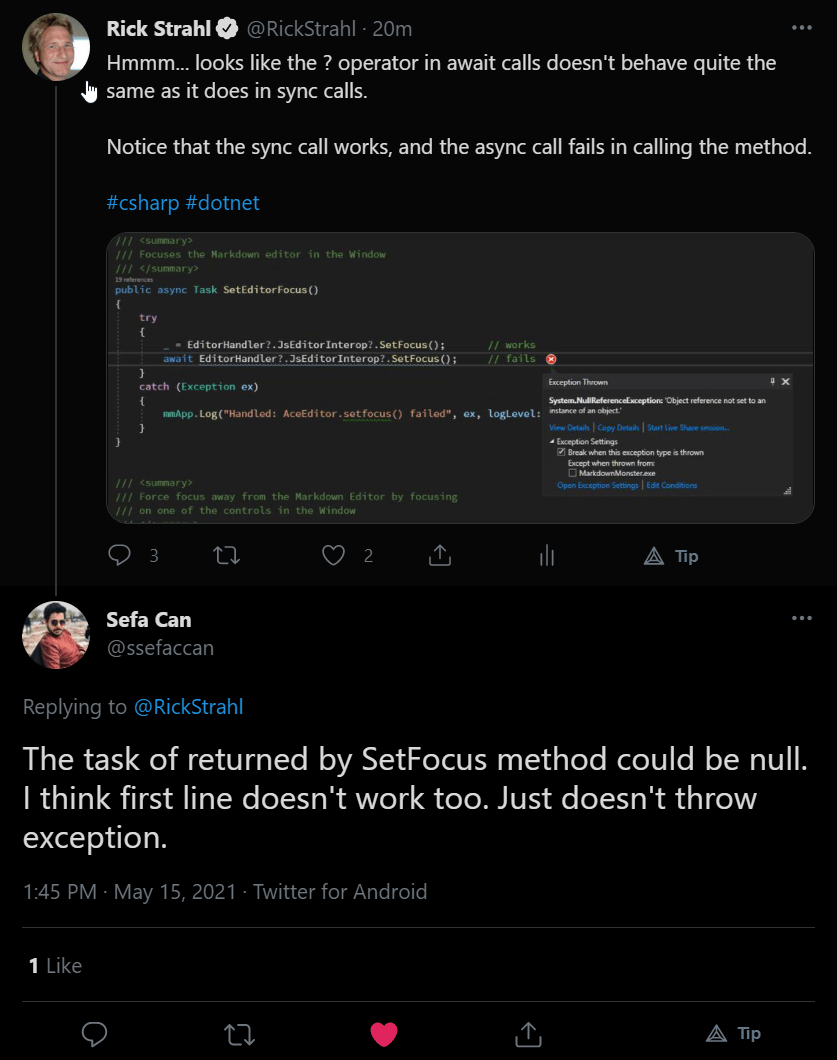 Rick Strahl @RickStrahl · 20m
Hmmm... looks like the ? operator in await calls doesn't behave quite the
same as it does in sync calls.
Notice that the sync call works, and the async call fails in calling the method.
#csharp #dotnet
/// <summary>
/// Focuses the Markdown editor in the Window
/// </summary>
19 references
public async Task SetEditorFocus()
{
try
{
_ = EditorHandler?.JsEditorInterop?.SetFocus(); // works
await EditorHandler?.JsEditorInterop?.SetFocus(); // fails
}
catch (Exception ex)
{
mmApp.Log("Handled: AceEditor.setfocus() failed", ex, logLevel:
}
}
Exception Thrown
System.NullReferenceException: 'Object reference not set to an
instance of an object.'
View Details | Copy Details | Start Live Share session...
Exception Settings
Break when this exception type is thrown
Except when thrown from:
MarkdownMonster.exe
Open Exception Settings | Edit Conditions
/// <summary>
/// Force focus away from the Markdown Editor by focusing
/// on one of the controls in the Window
3 2 Tip
Sefa Can
@ssefaccan
Replying to @RickStrahl
The task of returned by SetFocus method could be null.
I think first line doesn't work too. Just doesn't throw
exception.
1:45 PM · May 15, 2021 · Twitter for Android
1 Like
Tip